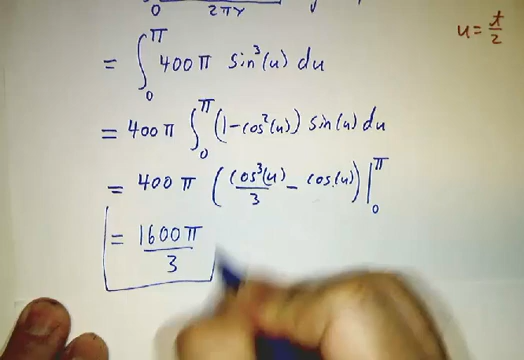 0 2πy
u = t/2
= ∫₀^π 400π sin³(u) du
= 400π ∫₀^π (1-cos²(u)) sin(u) du
= 400π (cos³(u)/3 - cos(u)) |₀^π
= 1600π/3